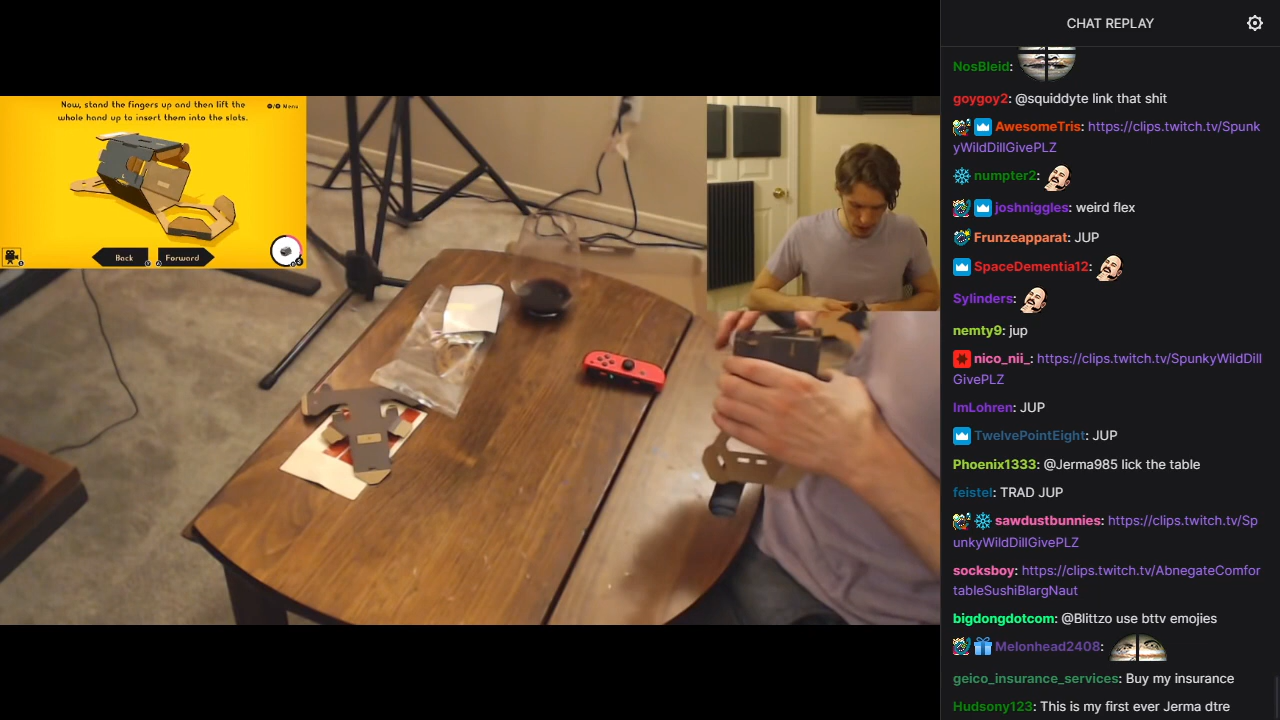 Now, stand the fingers up and then lift the
whole hand up to insert them into the slots.
Menu
Back
Forward
CHAT REPLAY
NosBleid:
goygoy2: @squiddyte link that shit
AwesomeTris: https://clips.twitch.tv/Spunk
yWildDillGivePLZ
numpter2:
joshniggles: weird flex
Frunzeapparat: JUP
SpaceDementia12:
Sylinders:
nemty9: jup
nico_nii_: https://clips.twitch.tv/SpunkyWildDill
GivePLZ
ImLohren: JUP
TwelvePointEight: JUP
Phoenix1333: @Jerma985 lick the table
feistel: TRAD JUP
sawdustbunnies: https://clips.twitch.tv/Sp
unkyWildDillGivePLZ
socksboy: https://clips.twitch.tv/AbnegateComfor
tableSushiBlargNaut
bigdongdotcom: @Blittzo use bttv emojies
Melonhead2408:
geico_insurance_services: Buy my insurance
Hudsony123: This is my first ever Jerma dtre